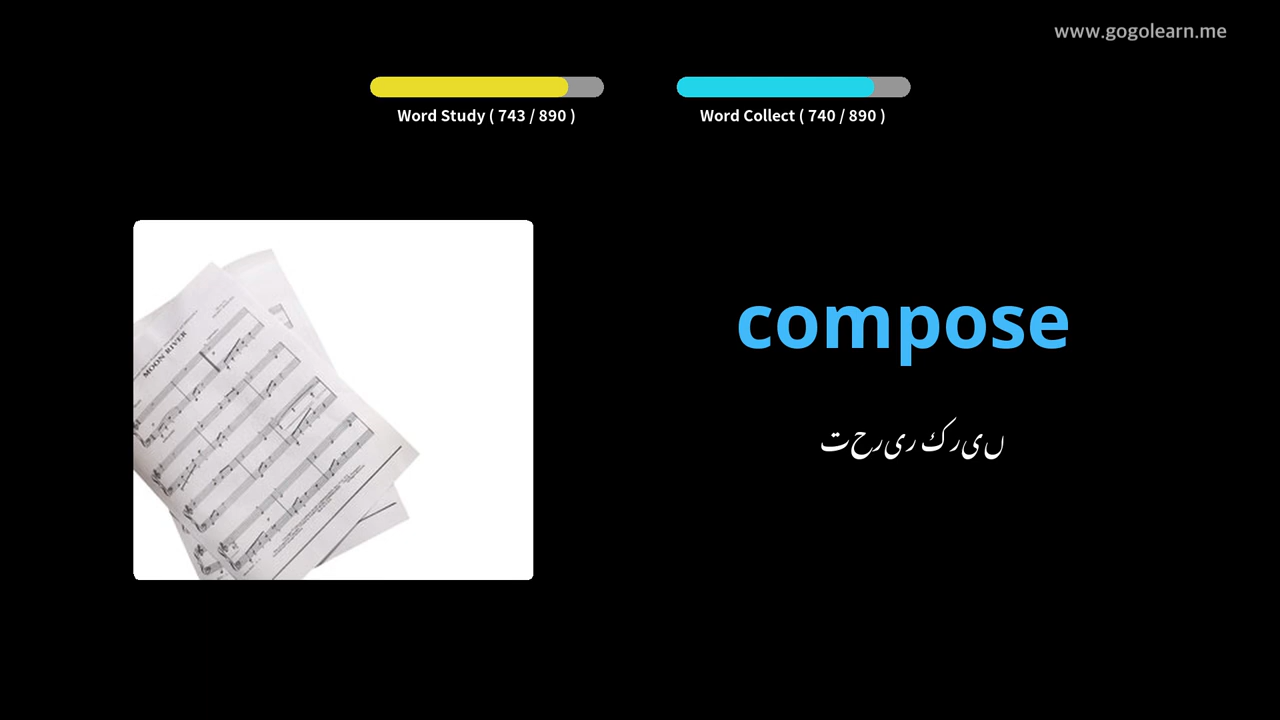 www.gogolearn.me
Word Study ( 743 / 890 )
Word Collect ( 740 / 890 )
MOON RIVER
compose
تحریر کریں